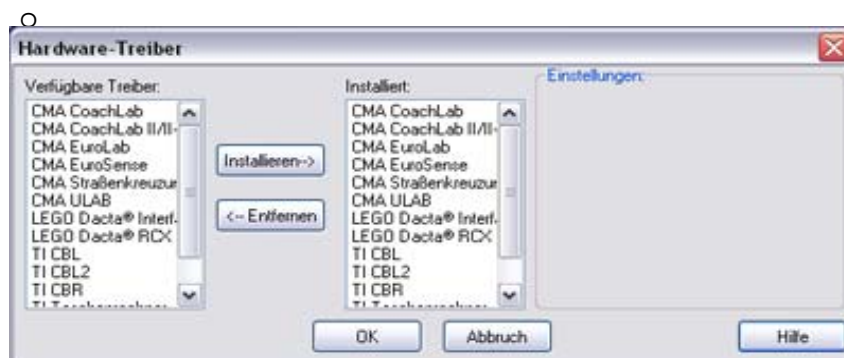 Hardware-Treiber
Verfügbare Treiber:
CMA CoachLab
CMA CoachLab II/II-
CMA EuroLab
CMA EuroSense
CMA Straßenkreuzur
CMA ULAB
LEGO Dacta® Interf.
LEGO Dacta® RCX
TI CBL
TI CBL2
TI CBR
Installieren-->
<-- Entfernen
Installiert:
CMA CoachLab
CMA CoachLab II/II-
CMA EuroLab
CMA EuroSense
CMA Straßenkreuzur
CMA ULAB
LEGO Dacta® Interf.
LEGO Dacta® RCX
TI CBL
TI CBL2
TI CBR
Einstellungen:
OK
Abbruch
Hilfe